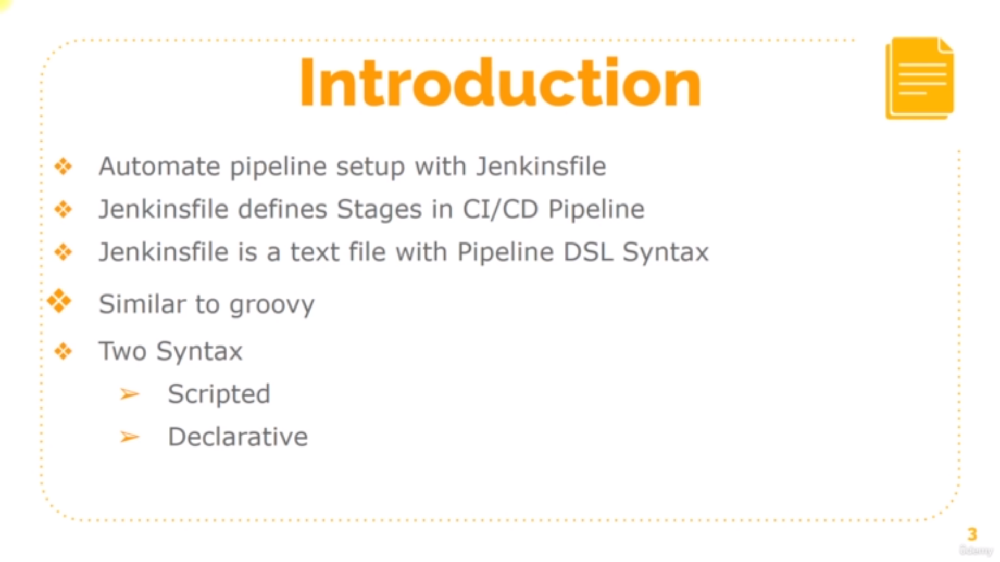 Introduction
Automate pipeline setup with Jenkinsfile
Jenkinsfile defines Stages in CI/CD Pipeline
Jenkinsfile is a text file with Pipeline DSL Syntax
Similar to groovy
Two Syntax
Scripted
Declarative
3
ûdemy